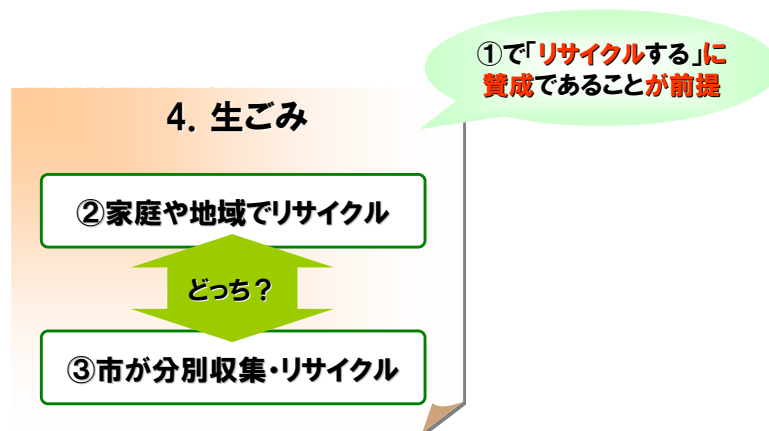 ①で「リサイクルする」に
賛成であることが前提
4．生ごみ
②家庭や地域でリサイクル
どっち？
③市が分別収集・リサイクル